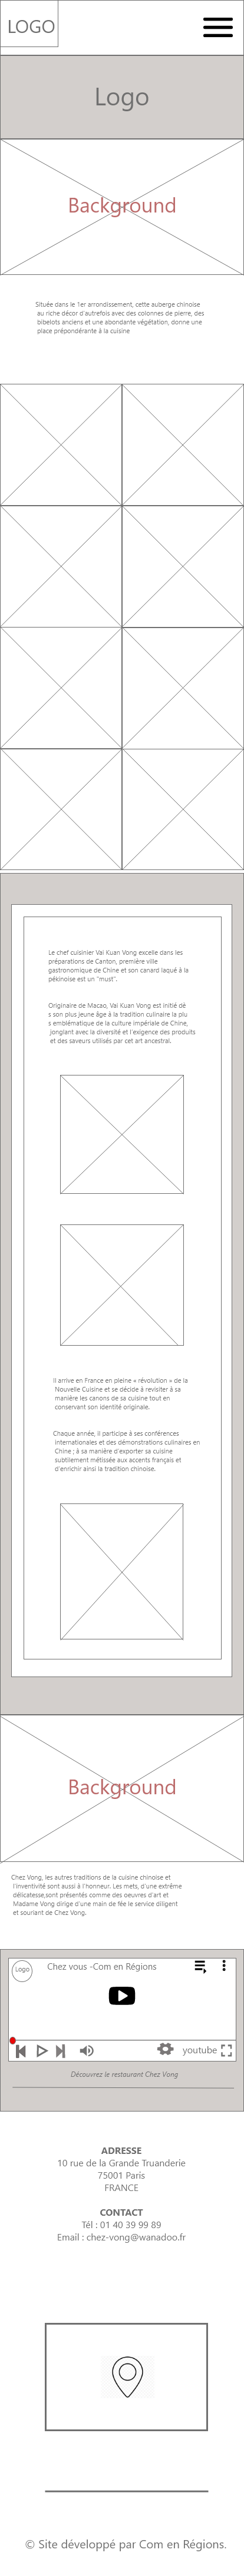 LOGO
Logo
Background
Située dans le 1er arrondissement, cette auberge chinoise
au riche décor d'autrefois avec des colonnes de pierre, des
bibelots anciens et une abondante végétation, donne une
place prépondérante à la cuisine
Le chef cuisinier Vai Kuan Vong excelle dans les
préparations de Canton, première ville
gastronomique de Chine et son canard laqué à la
pékinoise est un "must".
Originaire de Macao, Vai Kuan Vong est initié dè
s son plus jeune âge à la tradition culinaire la plu
s emblématique de la culture impériale de Chine,
jonglant avec la diversité et l'exigence des produits
et des saveurs utilisés par cet art ancestral.
Il arrive en France en pleine « révolution » de la
Nouvelle Cuisine et se décide à revisiter à sa
manière les canons de sa cuisine tout en
conservant son identité originale.
Chaque année, il participe à ses conférences
internationales et des démonstrations culinaires en
Chine ; à sa manière d'exporter sa cuisine
subtilement métissée aux accents français et
d'enrichir ainsi la tradition chinoise.
Background
Chez Vong, les autres traditions de la cuisine chinoise et
l'inventivité sont aussi à l'honneur. Les mets, d'une extrême
délicatesse,sont présentés comme des oeuvres d'art et
Madame Vong dirige d'une main de fée le service diligent
et souriant de Chez Vong.
Logo
Chez vous -Com en Régions
youtube
Découvrez le restaurant Chez Vong
ADRESSE
10 rue de la Grande Truanderie
75001 Paris
FRANCE
CONTACT
Tél : 01 40 39 99 89
Email : chez-vong@wanadoo.fr
© Site développé par Com en Régions.